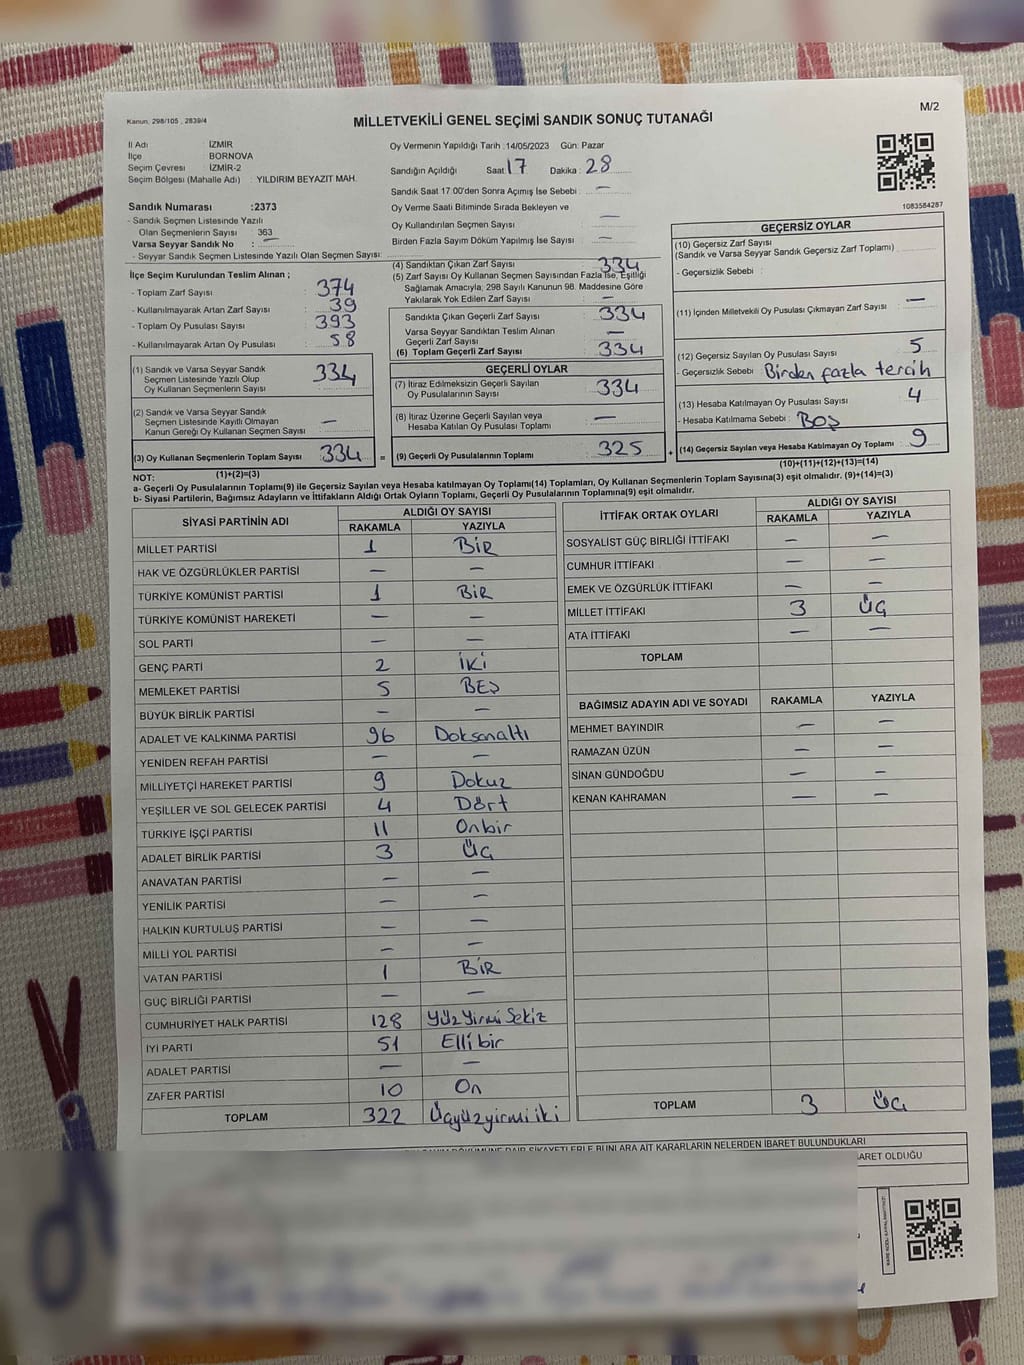 M/2
Kanun, 298/105 , 2839/4
MİLLETVEKİLİ GENEL SEÇİMİ SANDIK SONUÇ TUTANAĞI
İl Adı İZMİR
İlçe BORNOVA
Seçim Çevresi İZMİR-2
Seçim Bölgesi (Mahalle Adı) : YILDIRIM BEYAZIT MAH.
Oy Vermenin Yapıldığı Tarih :14/05/2023 Gün: Pazar
Sandığın Açıldığı Saat 17 Dakika : 28
Sandık Saat 17.00'den Sonra Açımış İse Sebebi : —
Oy Verme Saati Bitiminde Sırada Bekleyen ve
Oy Kullandırılan Seçmen Sayısı : —
Birden Fazla Sayım Döküm Yapılmış İse Sayısı : —
1083584287
Sandık Numarası :2373
- Sandık Seçmen Listesinde Yazılı
Olan Seçmenlerin Sayısı : 363
Varsa Seyyar Sandık No : —
- Seyyar Sandık Seçmen Listesinde Yazılı Olan Seçmen Sayısı:
İlçe Seçim Kurulundan Teslim Alınan ;
- Toplam Zarf Sayısı : 374
- Kullanılmayarak Artan Zarf Sayısı : 39
- Toplam Oy Pusulası Sayısı : 393
- Kullanılmayarak Artan Oy Pusulası : 58
(1) Sandık ve Varsa Seyyar Sandık
Seçmen Listesinde Yazılı Olup
Oy Kullanan Seçmenlerin Sayısı : 334
(2) Sandık ve Varsa Seyyar Sandık
Seçmen Listesinde Kayıtlı Olmayan
Kanun Gereği Oy Kullanan Seçmen Sayısı : —
(3) Oy Kullanan Seçmenlerin Toplam Sayısı : 334
(1)+(2)=(3)
(4) Sandıktan Çıkan Zarf Sayısı : 334
(5) Zarf Sayısı Oy Kullanan Seçmen Sayısından Fazla İse, Eşitliği
Sağlamak Amacıyla, 298 Sayılı Kanunun 98. Maddesine Göre
Yakılarak Yok Edilen Zarf Sayısı : —
Sandıkta Çıkan Geçerli Zarf Sayısı : 334
Varsa Seyyar Sandıktan Teslim Alınan
Geçerli Zarf Sayısı : —
(6) Toplam Geçerli Zarf Sayısı : 334
GEÇERLİ OYLAR
(7) İtiraz Edilmeksizin Geçerli Sayılan
Oy Pusulalarının Sayısı : 334
(8) İtiraz Üzerine Geçerli Sayılan veya
Hesaba Katılan Oy Pusulası Toplamı : —
= (9) Geçerli Oy Pusulalarının Toplamı : 325
GEÇERSİZ OYLAR
(10) Geçersiz Zarf Sayısı
(Sandık ve Varsa Seyyar Sandık Geçersiz Zarf Toplamı)
- Geçersizlik Sebebi :
(11) İçinden Milletvekili Oy Pusulası Çıkmayan Zarf Sayısı : —
(12) Geçersiz Sayılan Oy Pusulası Sayısı : 5
- Geçersizlik Sebebi : Birden fazla tercih
(13) Hesaba Katılmayan Oy Pusulası Sayısı : 4
- Hesaba Katılmama Sebebi : BOŞ
+ (14) Geçersiz Sayılan veya Hesaba Katılmayan Oy Toplamı : 9
(10)+(11)+(12)+(13)=(14)
NOT:
a- Geçerli Oy Pusulalarının Toplamı(9) ile Geçersiz Sayılan veya Hesaba katılmayan Oy Toplamı(14) Toplamları, Oy Kullanan Seçmenlerin Toplam Sayısına(3) eşit olmalıdır. (9)+(14)=(3)
b- Siyasi Partilerin, Bağımsız Adayların ve İttifakların Aldığı Ortak Oyların Toplamı, Geçerli Oy Pusulalarının Toplamına(9) eşit olmalıdır.
SİYASİ PARTİNİN ADI ALDIĞI OY SAYISI
RAKAMLA YAZIYLA
MİLLET PARTİSİ 1 BİR
HAK VE ÖZGÜRLÜKLER PARTİSİ — —
TÜRKİYE KOMÜNİST PARTİSİ 1 BİR
TÜRKİYE KOMÜNİST HAREKETİ — —
SOL PARTİ — —
GENÇ PARTİ 2 İKİ
MEMLEKET PARTİSİ 5 BEŞ
BÜYÜK BİRLİK PARTİSİ — —
ADALET VE KALKINMA PARTİSİ 96 Doksanaltı
YENİDEN REFAH PARTİSİ — —
MİLLİYETÇİ HAREKET PARTİSİ 9 Dokuz
YEŞİLLER VE SOL GELECEK PARTİSİ 4 Dört
TÜRKİYE İŞÇİ PARTİSİ 11 Onbir
ADALET BİRLİK PARTİSİ 3 Üç
ANAVATAN PARTİSİ — —
YENİLİK PARTİSİ — —
HALKIN KURTULUŞ PARTİSİ — —
MİLLİ YOL PARTİSİ — —
VATAN PARTİSİ 1 BİR
GÜÇ BİRLİĞİ PARTİSİ — —
CUMHURİYET HALK PARTİSİ 128 Yüz Yirmi Sekiz
İYİ PARTİ 51 Elli bir
ADALET PARTİSİ — —
ZAFER PARTİSİ 10 On
TOPLAM 322 Üçyüzyirmi iki
İTTİFAK ORTAK OYLARI ALDIĞI OY SAYISI
RAKAMLA YAZIYLA
SOSYALİST GÜÇ BİRLİĞİ İTTİFAKI — —
CUMHUR İTTİFAKI — —
EMEK VE ÖZGÜRLÜK İTTİFAKI — —
MİLLET İTTİFAKI 3 Üç
ATA İTTİFAKI — —
TOPLAM
BAĞIMSIZ ADAYIN ADI VE SOYADI RAKAMLA YAZIYLA
MEHMET BAYINDIR — —
RAMAZAN ÜZÜN — —
SİNAN GÜNDOĞDU — —
KENAN KAHRAMAN — —
TOPLAM 3 Üç
ŞİKAYETLERLE BUNLARA AİT KARARLARIN NELERDEN İBARET BULUNDUKLARI
OLDUĞU